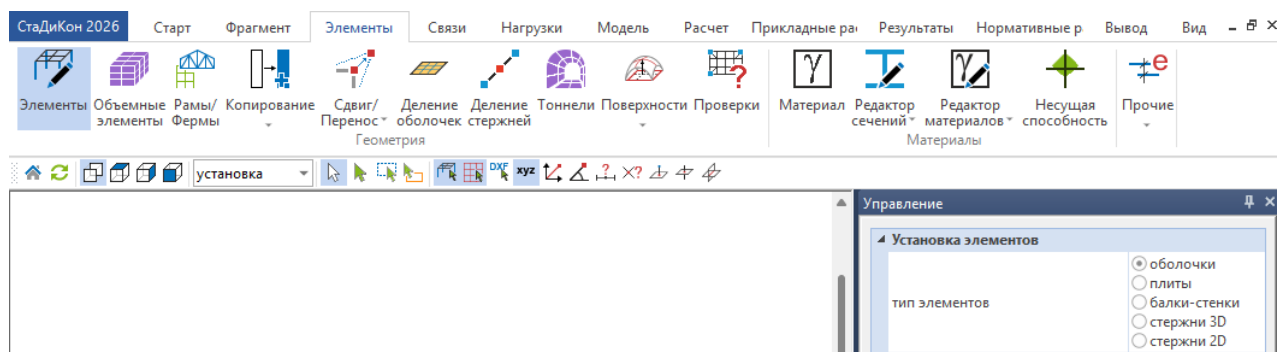 СтаДиКон 2026 Старт Фрагмент Элементы Связи Нагрузки Модель Расчет Прикладные ра Результаты Нормативные р Вывод Вид
Элементы Объемные Рамы/ Копирование Сдвиг/ Деление Деление Тоннели Поверхности Проверки Материал Редактор Редактор Несущая Прочие
элементы Фермы Перенос оболочек стержней сечений материалов способность
Геометрия Материалы
установка DXF xyz
Управление
Установка элементов
оболочки
плиты
тип элементов балки-стенки
стержни 3D
стержни 2D